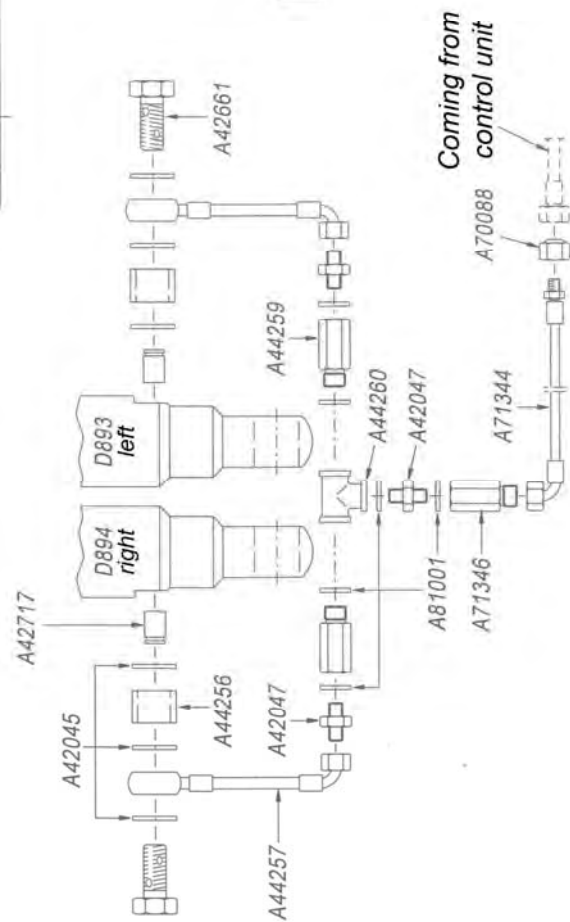 A42661
Coming from
control unit
A70088
A44259
D893
left
A44260
A42047
A71344
D894
right
A42717
A81001
A71346
A44256
A42047
A42045
A44257